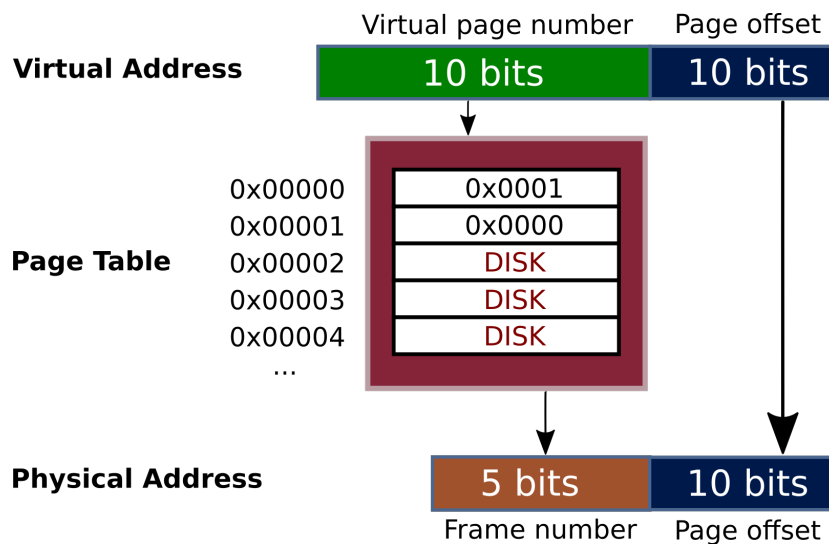 Virtual page number Page offset
Virtual Address 10 bits 10 bits
0x00000 0x0001
0x00001 0x0000
Page Table 0x00002 DISK
0x00003 DISK
0x00004 DISK
...
Physical Address 5 bits 10 bits
Frame number Page offset